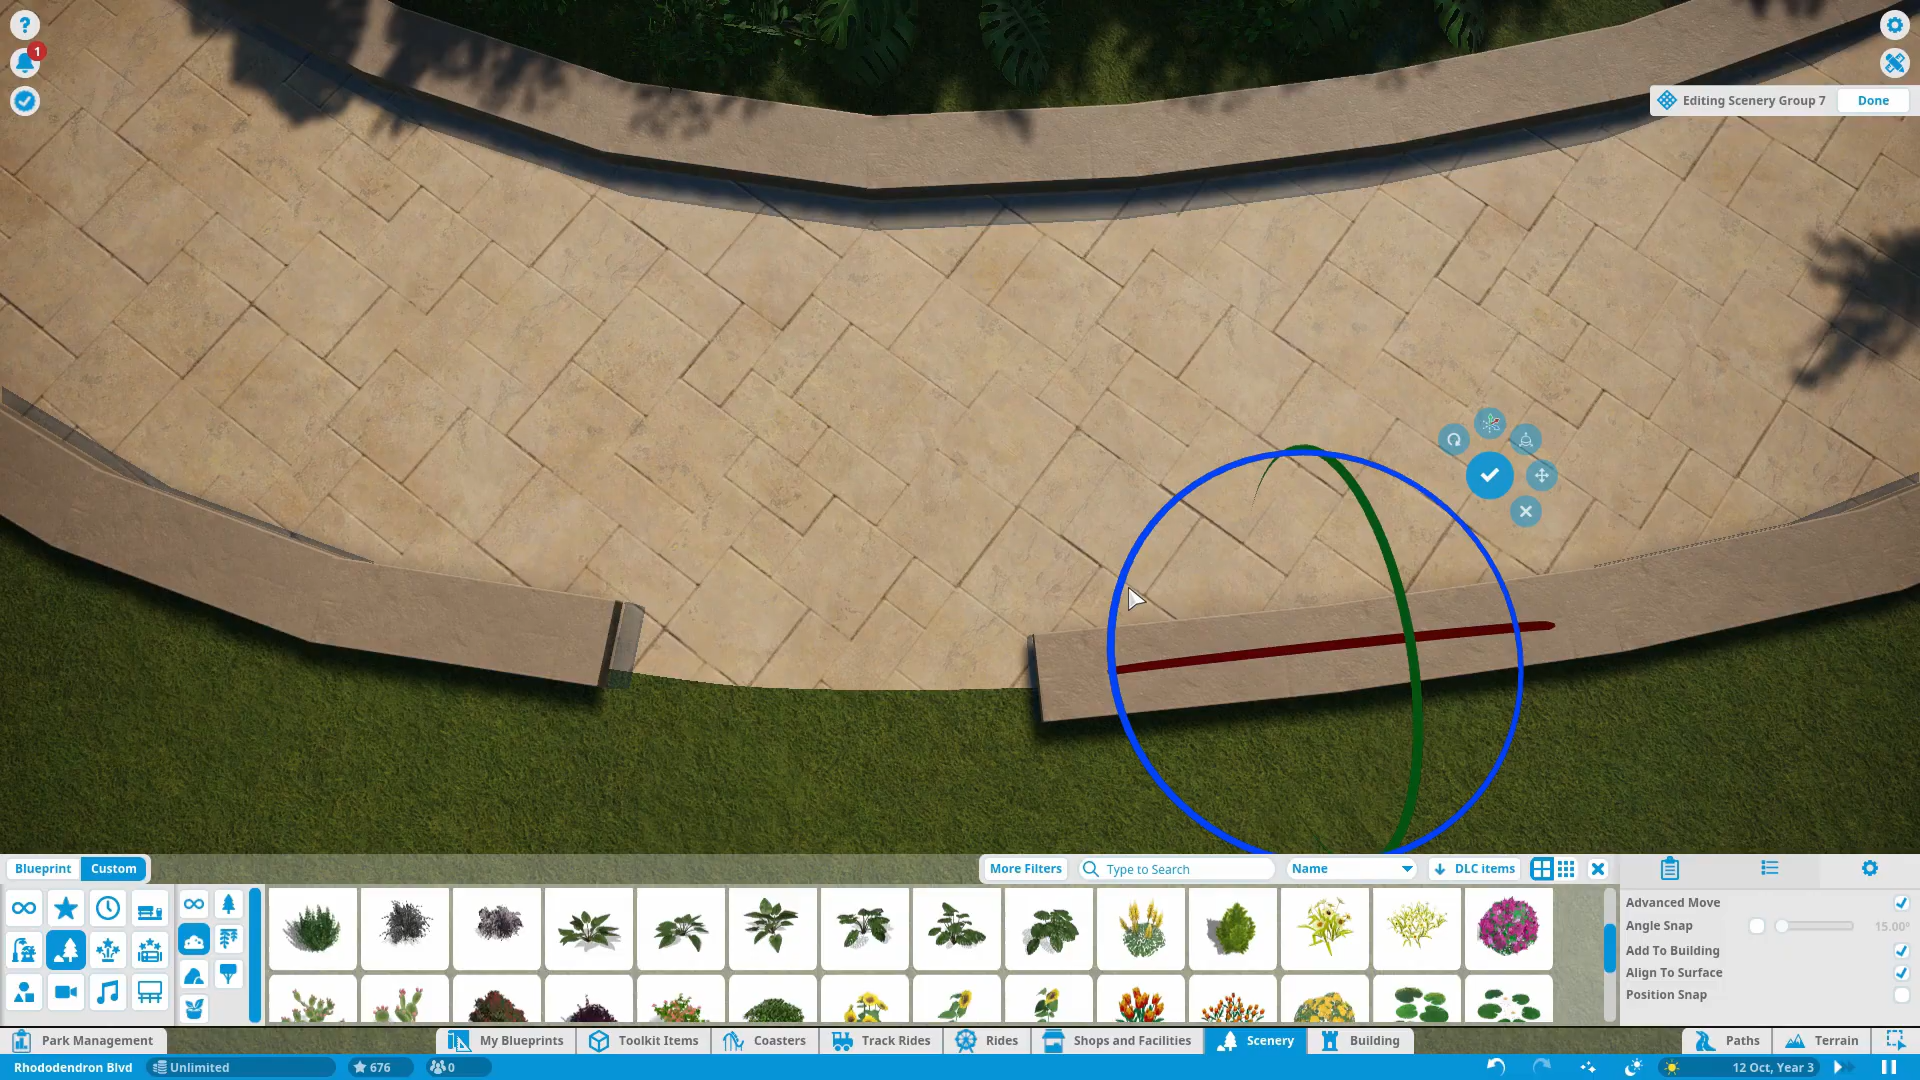 ?
1
Editing Scenery Group 7
Done
Blueprint
Custom
More Filters
Type to Search
Name
DLC items
Advanced Move
Angle Snap
15.00°
Add To Building
Align To Surface
Position Snap
Park Management
My Blueprints
Toolkit Items
Coasters
Track Rides
Rides
Shops and Facilities
Scenery
Building
Paths
Terrain
Rhododendron Blvd
Unlimited
676
0
12 Oct, Year 3